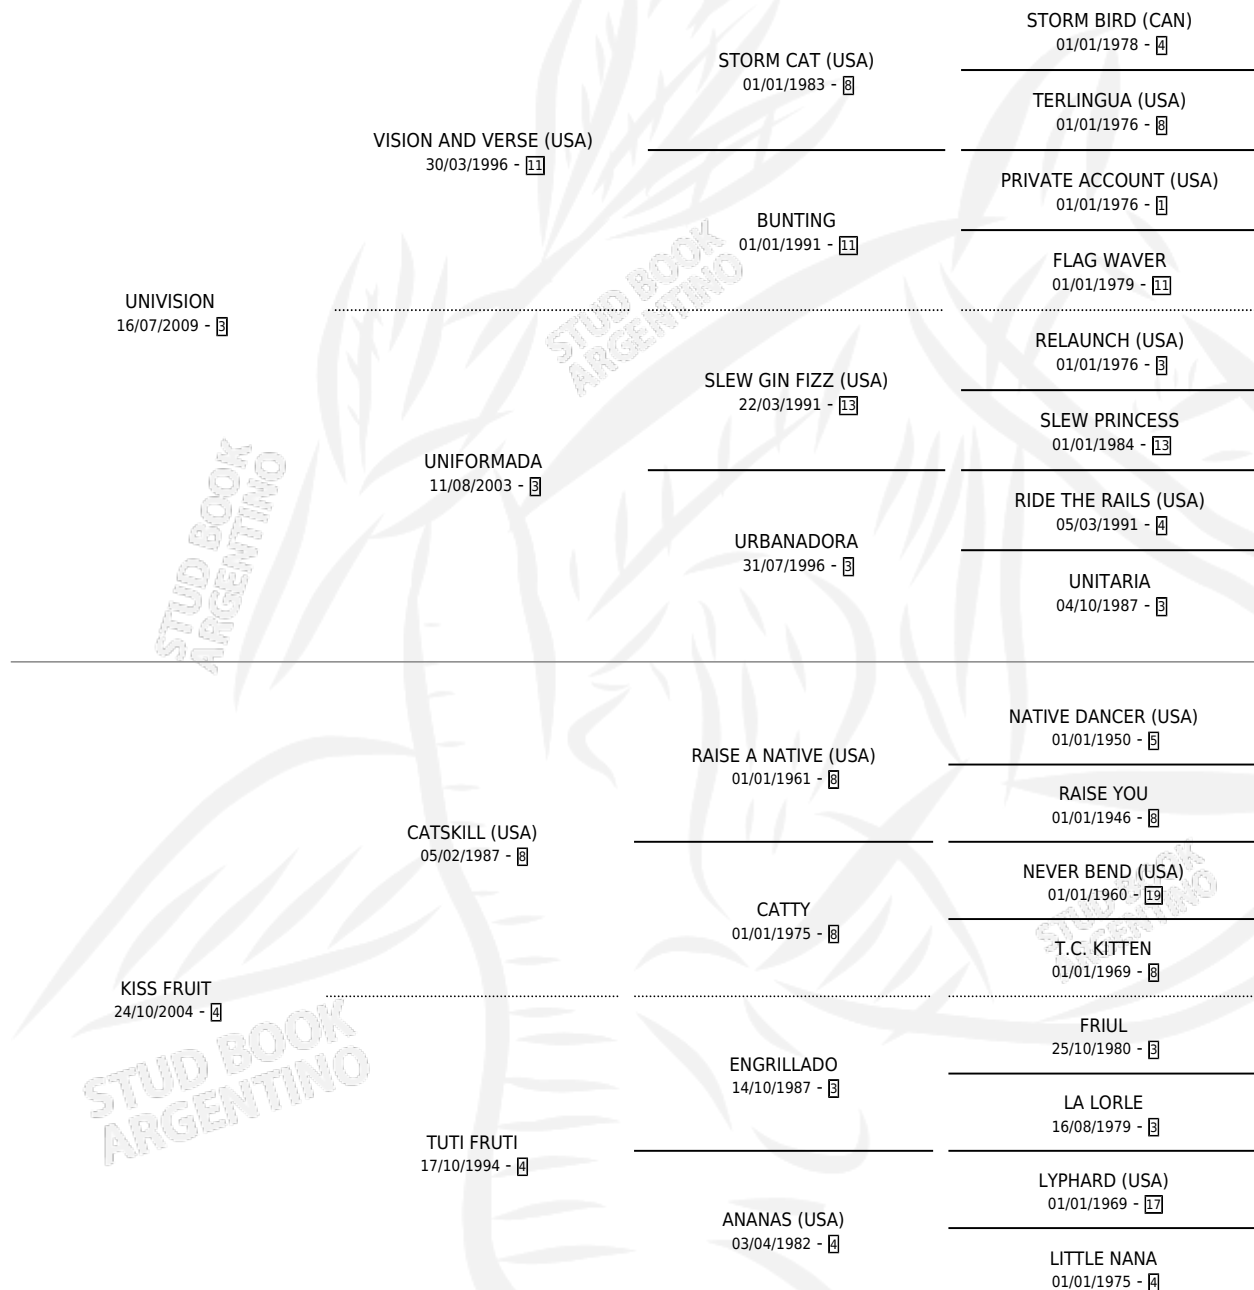 STORM BIRD (CAN)
01/01/1978 - 4
STORM CAT (USA)
01/01/1983 - 8
TERLINGUA (USA)
01/01/1976 - 8
VISION AND VERSE (USA)
30/03/1996 - 11
PRIVATE ACCOUNT (USA)
01/01/1976 - 1
BUNTING
01/01/1991 - 11
FLAG WAVER
01/01/1979 - 11
UNIVISION
16/07/2009 - 3
STUD BOOK
ARGENTINO
RELAUNCH (USA)
01/01/1976 - 3
SLEW GIN FIZZ (USA)
22/03/1991 - 13
SLEW PRINCESS
01/01/1984 - 13
UNIFORMADA
11/08/2003 - 3
RIDE THE RAILS (USA)
05/03/1991 - 4
URBANADORA
31/07/1996 - 3
UNITARIA
04/10/1987 - 3
STUD BOOK
ARGENTINO
NATIVE DANCER (USA)
01/01/1950 - 5
RAISE A NATIVE (USA)
01/01/1961 - 8
RAISE YOU
01/01/1946 - 8
CATSKILL (USA)
05/02/1987 - 8
NEVER BEND (USA)
01/01/1960 - 19
CATTY
01/01/1975 - 8
STUD BOOK
ARGENTINO
T.C. KITTEN
01/01/1969 - 8
KISS FRUIT
24/10/2004 - 4
STUD BOOK
ARGENTINO
FRIUL
25/10/1980 - 3
ENGRILLADO
14/10/1987 - 3
LA LORLE
16/08/1979 - 3
TUTI FRUTI
17/10/1994 - 4
LYPHARD (USA)
01/01/1969 - 17
ANANAS (USA)
03/04/1982 - 4
LITTLE NANA
01/01/1975 - 4